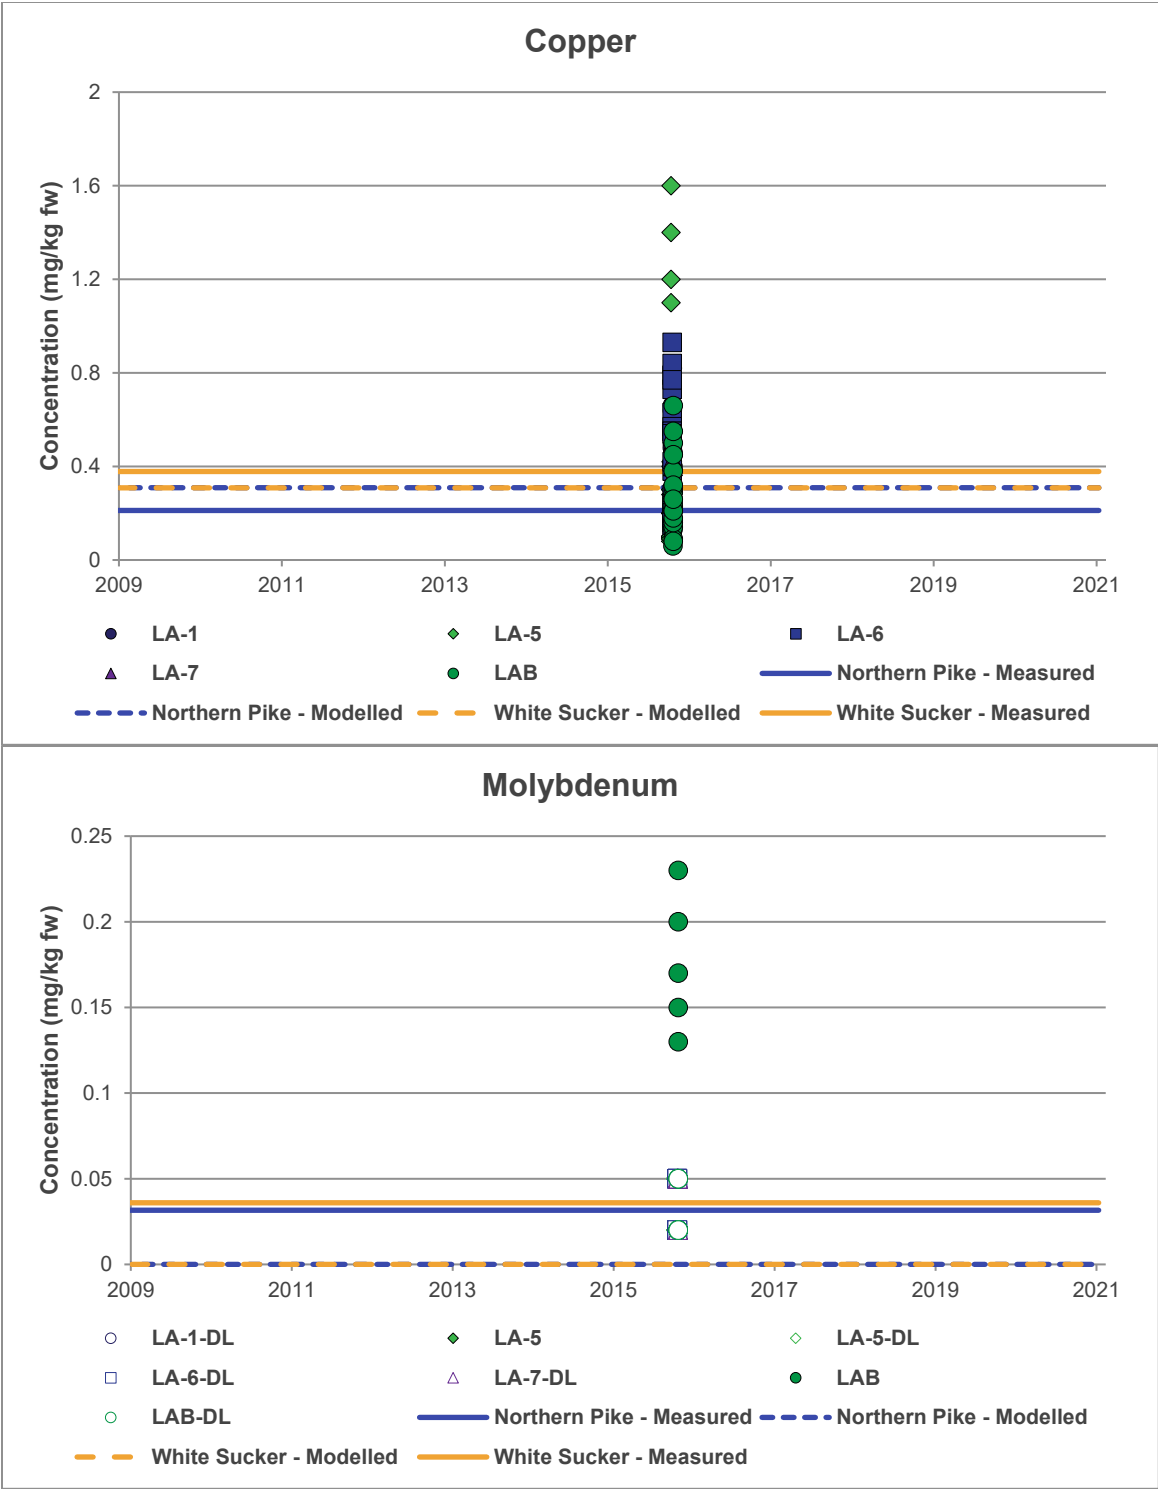 Copper
Concentration (mg/kg fw)
2
1.6
1.2
0.8
0.4
0
2009 2011 2013 2015 2017 2019 2021
LA-1 LA-5 LA-6
LA-7 LAB Northern Pike - Measured
Northern Pike - Modelled White Sucker - Modelled White Sucker - Measured
Molybdenum
Concentration (mg/kg fw)
0.25
0.2
0.15
0.1
0.05
0
2009 2011 2013 2015 2017 2019 2021
LA-1-DL LA-5 LA-5-DL
LA-6-DL LA-7-DL LAB
LAB-DL Northern Pike - Measured Northern Pike - Modelled
White Sucker - Modelled White Sucker - Measured